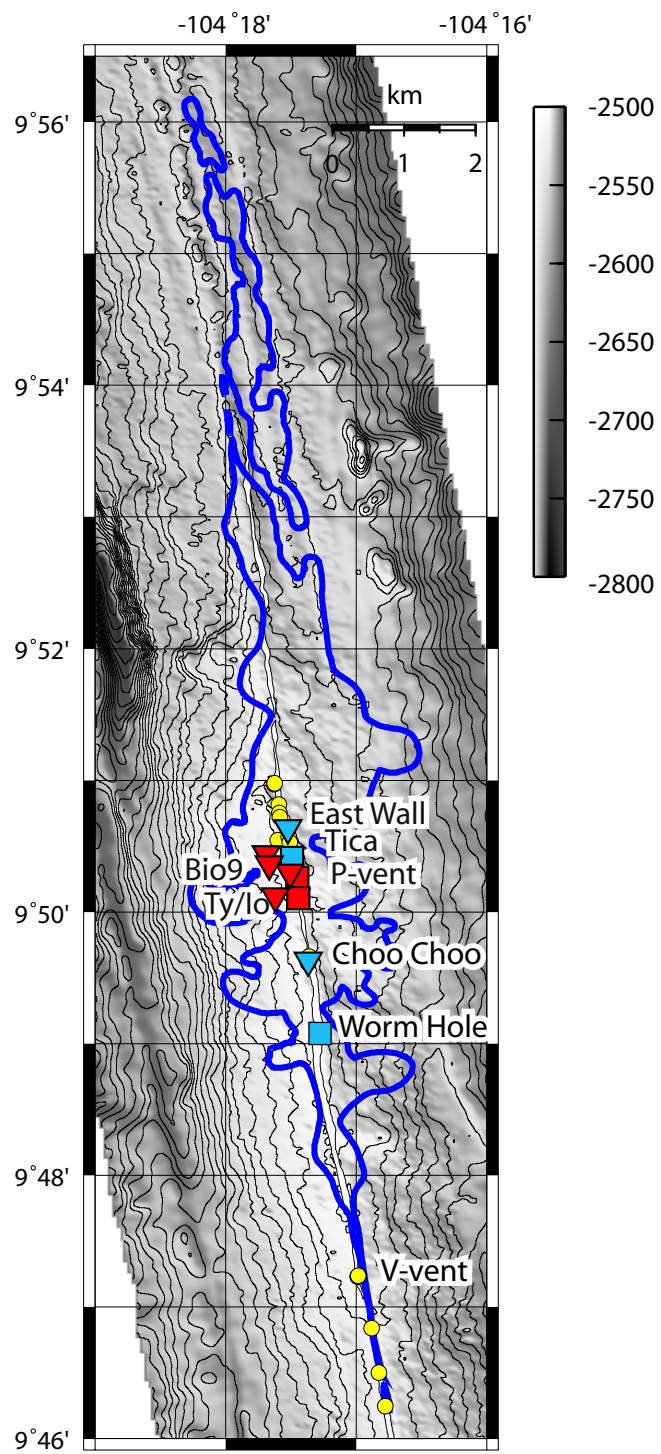 -104˚18' -104˚16'
km
0 1 2
9˚56'
9˚54'
9˚52'
9˚50'
9˚48'
9˚46'
-2500
-2550
-2600
-2650
-2700
-2750
-2800
East Wall
Tica
Bio9
P-vent
Ty/Io
Choo Choo
Worm Hole
V-vent